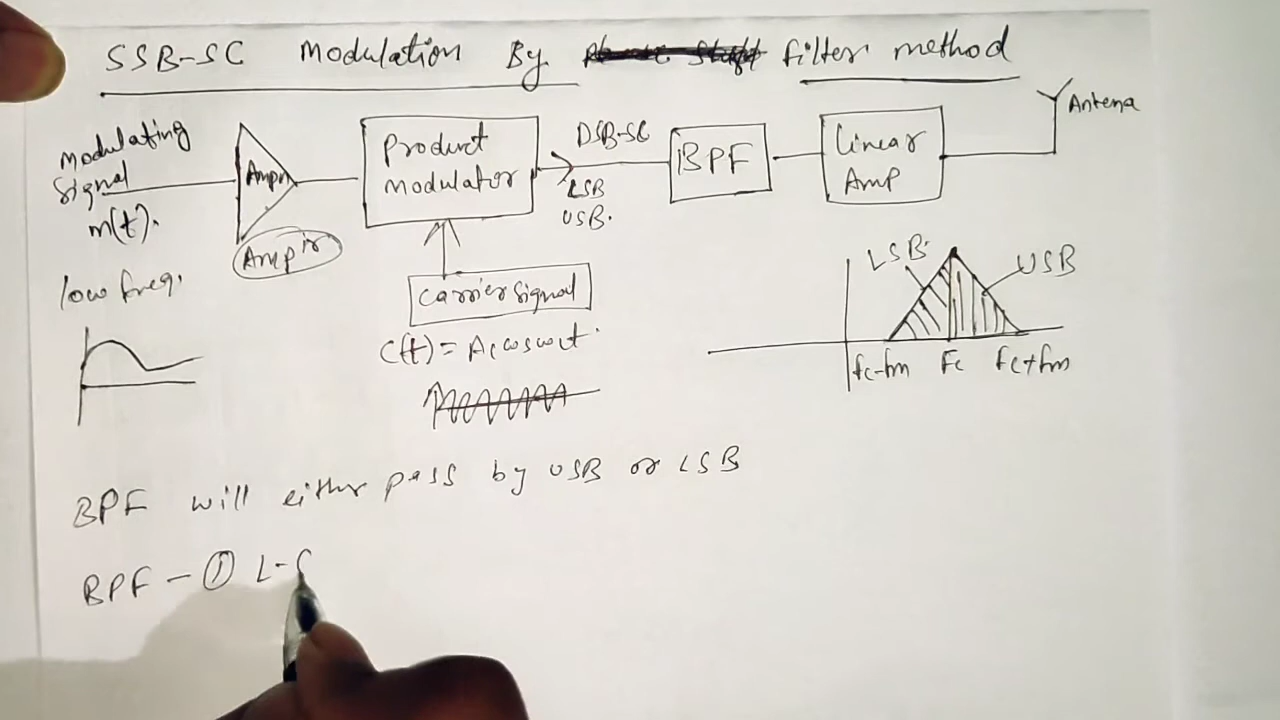 SSB-SC Modulation By filter method
Modulating
Signal
m(t).
low freq.
Ampr
Product
modulator
DSB-SC
LSB
USB.
BPF
Linear
Amp
Antena
Carrier Signal
C(t) = Ac cos wct
LSB
USB
fc-fm
Fc
fc+fm
BPF will either pass by USB or LSB
BPF - ① L-C